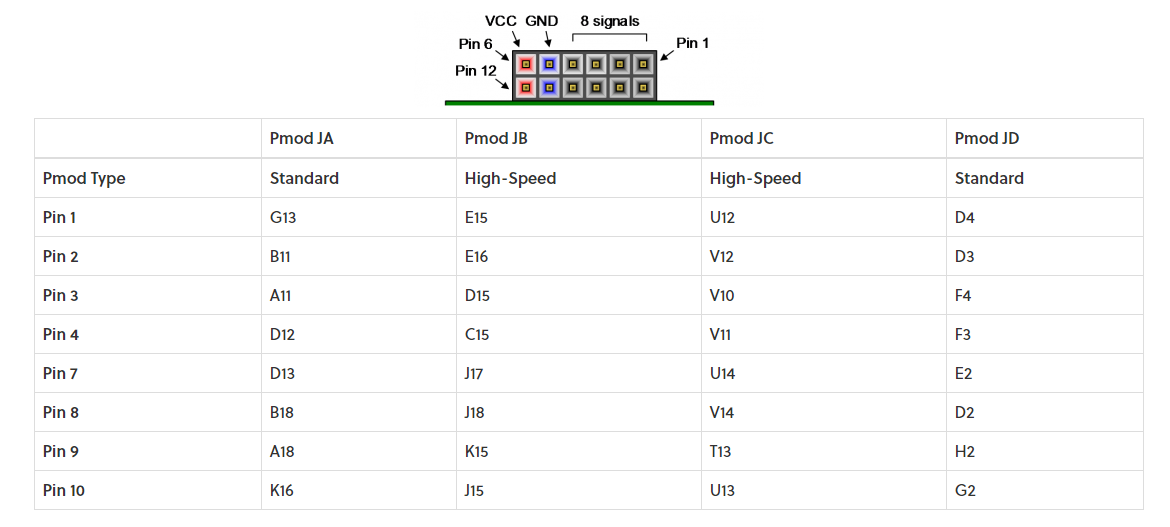 VCC GND 8 signals
Pin 6 Pin 1
Pin 12
Pmod JA Pmod JB Pmod JC Pmod JD
Pmod Type Standard High-Speed High-Speed Standard
Pin 1 G13 E15 U12 D4
Pin 2 B11 E16 V12 D3
Pin 3 A11 D15 V10 F4
Pin 4 D12 C15 V11 F3
Pin 7 D13 J17 U14 E2
Pin 8 B18 J18 V14 D2
Pin 9 A18 K15 T13 H2
Pin 10 K16 J15 U13 G2